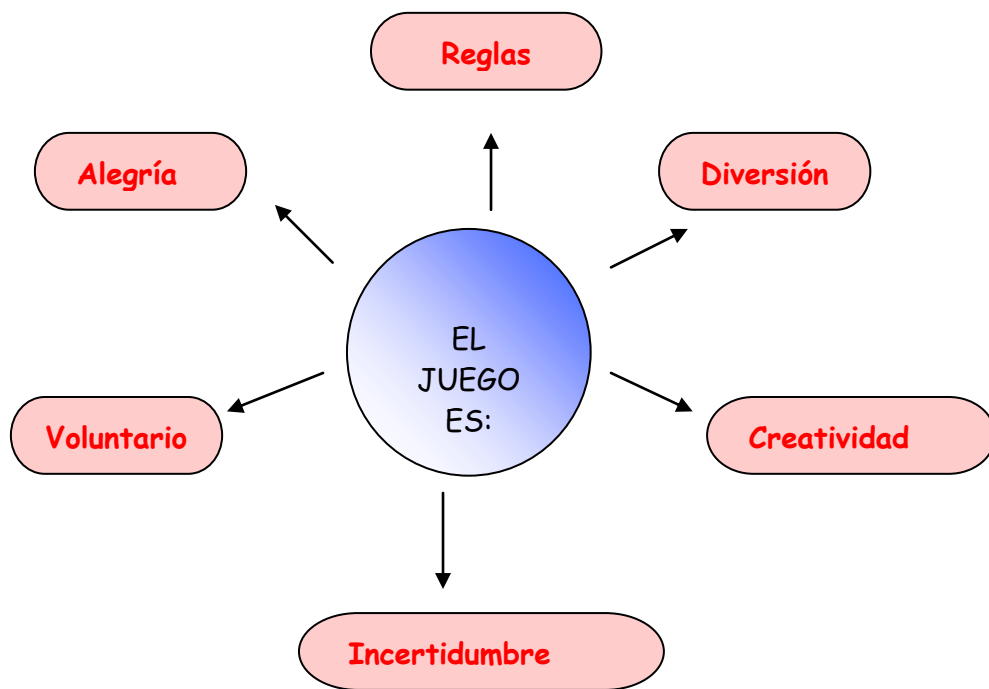 Reglas
Alegría
Diversión
EL
JUEGO
ES:
Voluntario
Creatividad
Incertidumbre